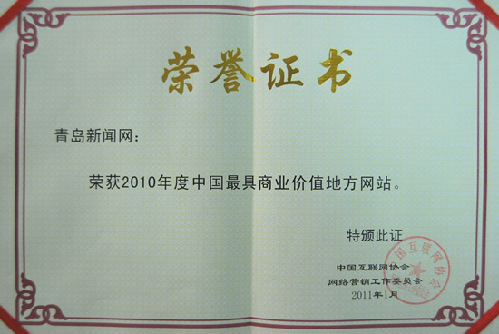 荣誉证书
青岛新闻网：
荣获2010年度中国最具商业价值地方网站。
特颁此证
中国互联网协会
网络营销工作委员会
2011年 月